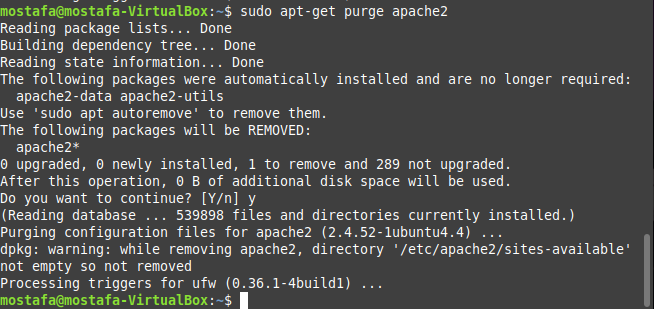 mostafa@mostafa-VirtualBox:~$ sudo apt-get purge apache2
Reading package lists... Done
Building dependency tree... Done
Reading state information... Done
The following packages were automatically installed and are no longer required:
  apache2-data apache2-utils
Use 'sudo apt autoremove' to remove them.
The following packages will be REMOVED:
  apache2*
0 upgraded, 0 newly installed, 1 to remove and 289 not upgraded.
After this operation, 0 B of additional disk space will be used.
Do you want to continue? [Y/n] y
(Reading database ... 539898 files and directories currently installed.)
Purging configuration files for apache2 (2.4.52-1ubuntu4.4) ...
dpkg: warning: while removing apache2, directory '/etc/apache2/sites-available'
not empty so not removed
Processing triggers for ufw (0.36.1-4build1) ...
mostafa@mostafa-VirtualBox:~$